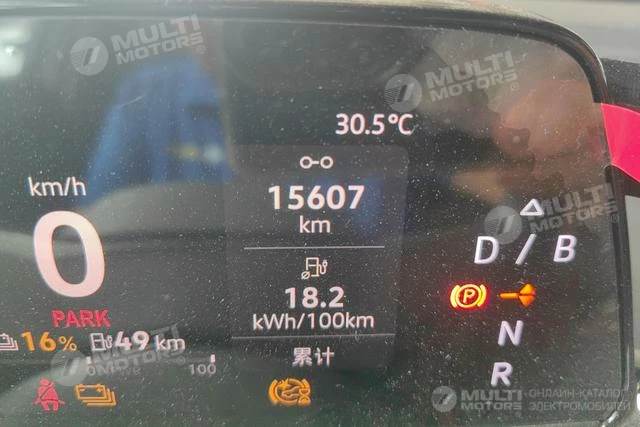 MULTI MOTORS
MULTI MOTORS
30.5°C
km/h
15607
km
0
MULTI MOTORS
D / B
PARK
18.2
kWh/100km
P
16% 49 km
N
0 100
累计
MULTI MOTORS
R
MULTI MOTORS ОНЛАЙН-КАТАЛОГ ЭЛЕКТРОМОБИЛЕЙ